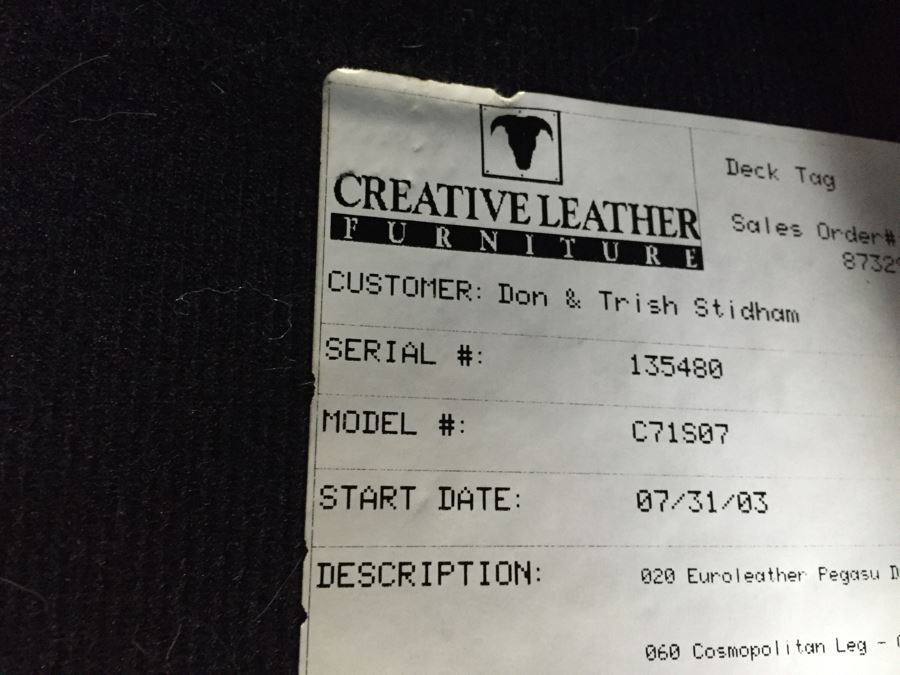 CREATIVE LEATHER
FURNITURE
Deck Tag
Sales Order#:
CUSTOMER: Don & Trish Stidham
SERIAL #: 135480
MODEL #: C71S07
START DATE: 07/31/03
DESCRIPTION: 020 Euroleather Pegasu
060 Cosmopolitan Leg -